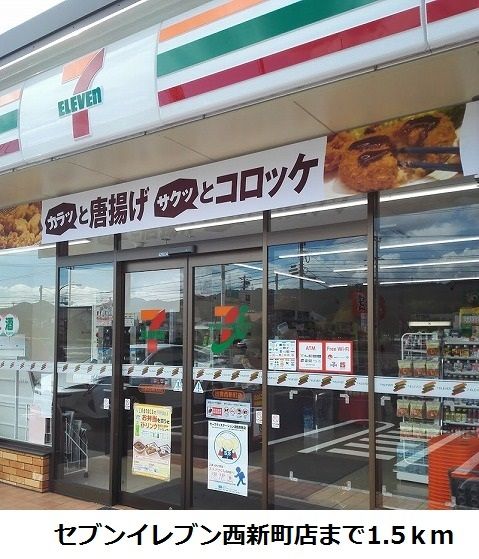 7
ELEVEN
カラッと唐揚げ サクッとコロッケ
酒
ATM
Free Wi-Fi
セブンイレブン西新町店まで1.5km